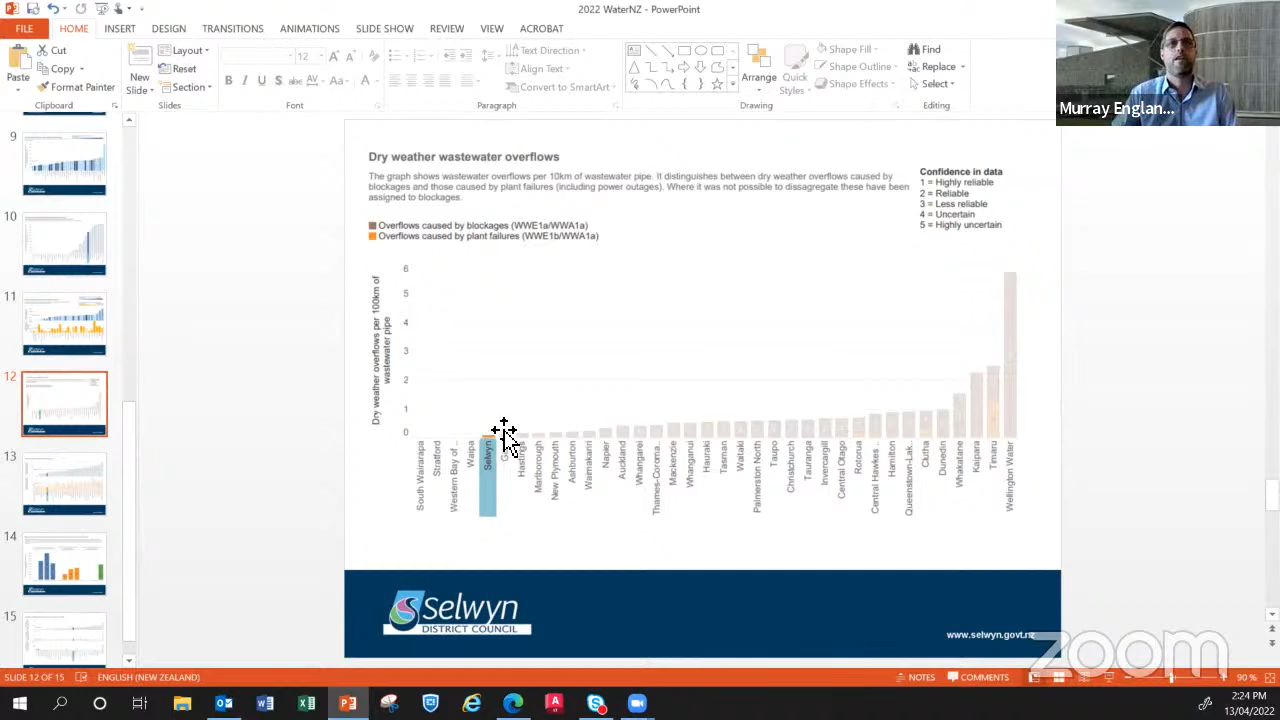 2022 WaterNZ - PowerPoint
FILE HOME INSERT DESIGN TRANSITIONS ANIMATIONS SLIDE SHOW REVIEW VIEW ACROBAT
Paste
Cut
Copy
Format Painter
Clipboard
New
Slide
Layout
Reset
Section
Slides
12
Font
Text Direction
Align Text
Convert to SmartArt
Paragraph
Arrange
Quick
Styles
Shape Fill
Shape Outline
Shape Effects
Drawing
Find
Replace
Select
Editing
Murray Englan...
9
10
11
12
13
14
15
Dry weather wastewater overflows
The graph shows wastewater overflows per 10km of wastewater pipe. It distinguishes between dry weather overflows caused by
blockages and those caused by plant failures (including power outages). Where it was not possible to dissagregate these have been
assigned to blockages.
Confidence in data
1 = Highly reliable
2 = Reliable
3 = Less reliable
4 = Uncertain
5 = Highly uncertain
Overflows caused by blockages (WWE1a/WWA1a)
Overflows caused by plant failures (WWE1b/WWA1a)
Dry weather overflows per 100km of
wastewater pipe
6
5
4
3
2
1
0
South Wairarapa
Stratford
Western Bay of ..
Waipa
Selwyn
Hastings
Marlborough
New Plymouth
Ashburton
Waimakariri
Napier
Auckland
Whangarei
Thames-Coroma..
Mackenzie
Whanganui
Hauraki
Tasman
Waitaki
Palmerston North
Taupo
Christchurch
Tauranga
Invercargill
Central Otago
Rotorua
Central Hawkes ..
Hamilton
Queenstown-Lak..
Clutha
Dunedin
Whakatane
Kaipara
Timaru
Wellington Water
Selwyn
DISTRICT COUNCIL
www.selwyn.govt.nz
zoom
SLIDE 12 OF 15 ENGLISH (NEW ZEALAND) NOTES COMMENTS 90 %
2:24 PM
13/04/2022